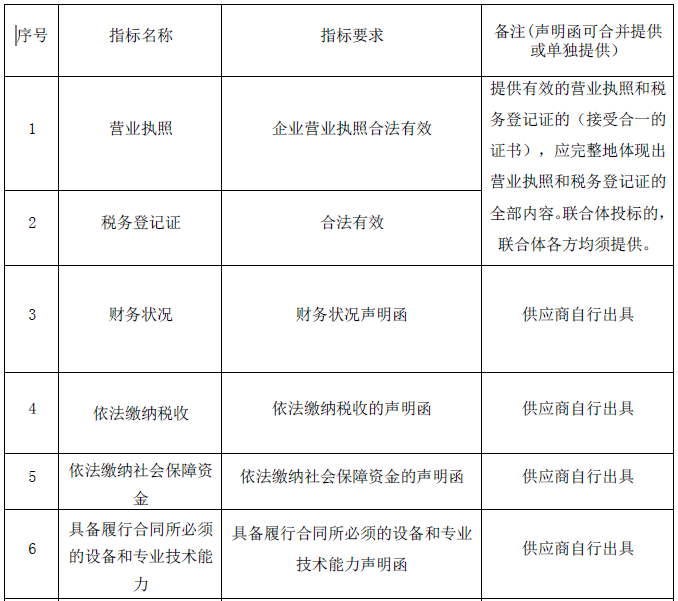 序号
指标名称
指标要求
备注(声明函可合并提供
或单独提供）
1
营业执照
企业营业执照合法有效
提供有效的营业执照和税
务登记证的（接受合一的
证书），应完整地体现出
营业执照和税务登记证的
全部内容。联合体投标的，
联合体各方均须提供。
2
税务登记证
合法有效
3
财务状况
财务状况声明函
供应商自行出具
4
依法缴纳税收
依法缴纳税收的声明函
供应商自行出具
5
依法缴纳社会保障资
金
依法缴纳社会保障资金的声明函
供应商自行出具
6
具备履行合同所必须
的设备和专业技术能
力
具备履行合同所必须的设备和专业
技术能力声明函
供应商自行出具